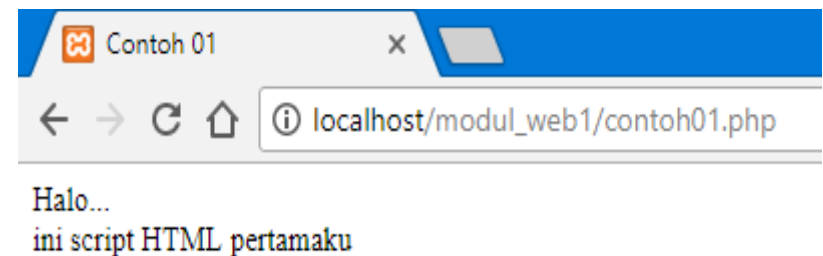 Contoh 01
localhost/modul_web1/contoh01.php
Halo...
ini script HTML pertamaku